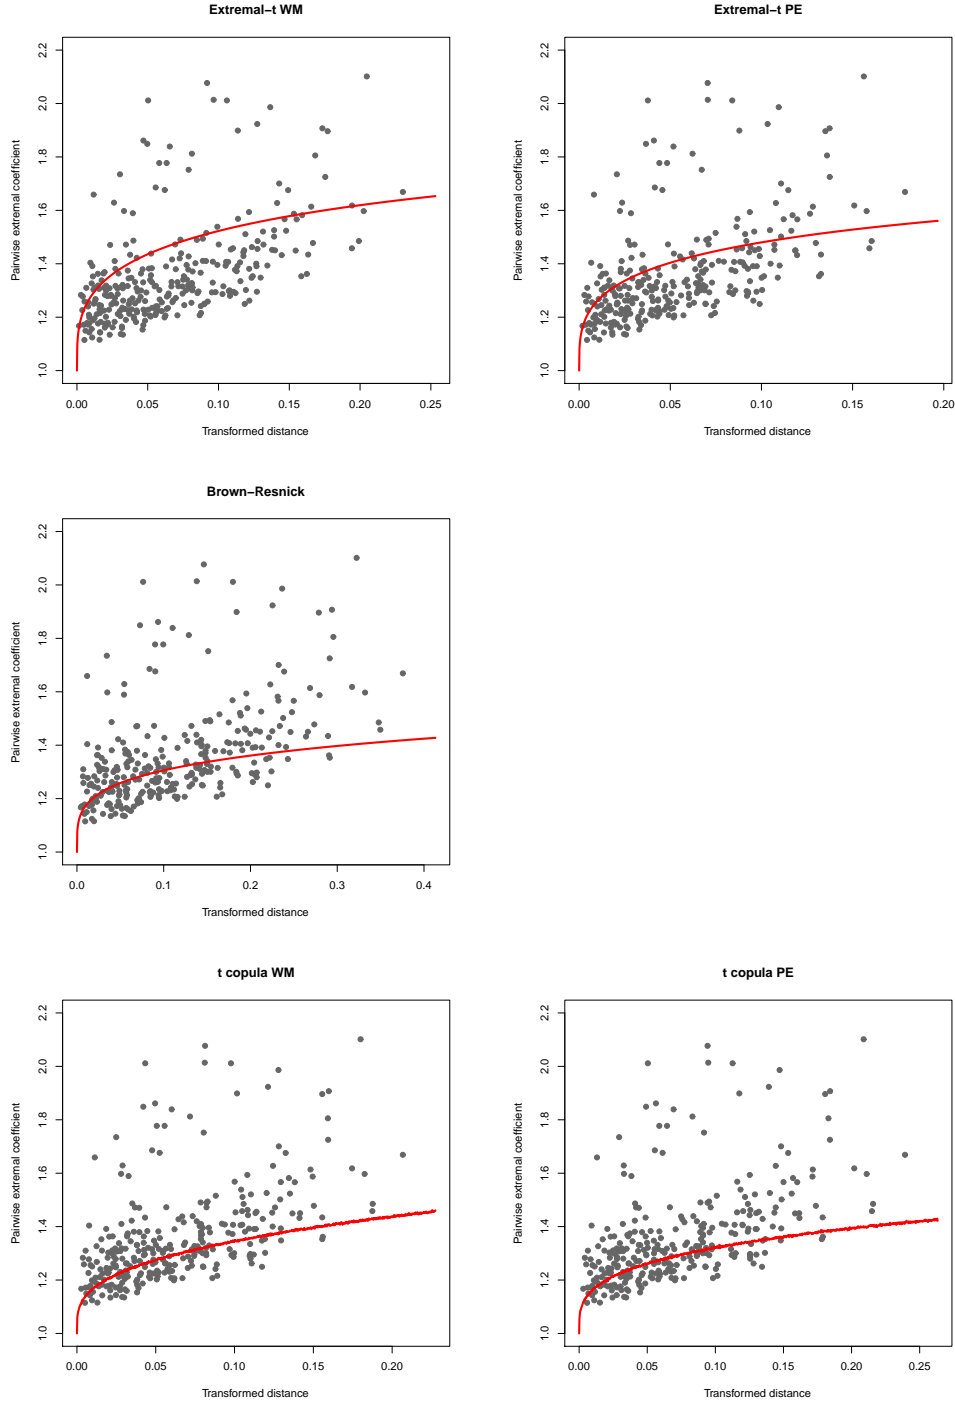 Extremal−t WM
Extremal−t PE
Pairwise extremal coefficient
2.2
2.0
1.8
1.6
1.4
1.2
1.0
0.00 0.05 0.10 0.15 0.20 0.25
Transformed distance
Pairwise extremal coefficient
2.2
2.0
1.8
1.6
1.4
1.2
1.0
0.00 0.05 0.10 0.15 0.20
Transformed distance
Brown−Resnick
Pairwise extremal coefficient
2.2
2.0
1.8
1.6
1.4
1.2
1.0
0.0 0.1 0.2 0.3 0.4
Transformed distance
t copula WM
t copula PE
Pairwise extremal coefficient
2.2
2.0
1.8
1.6
1.4
1.2
1.0
0.00 0.05 0.10 0.15 0.20
Transformed distance
Pairwise extremal coefficient
2.2
2.0
1.8
1.6
1.4
1.2
1.0
0.00 0.05 0.10 0.15 0.20 0.25
Transformed distance